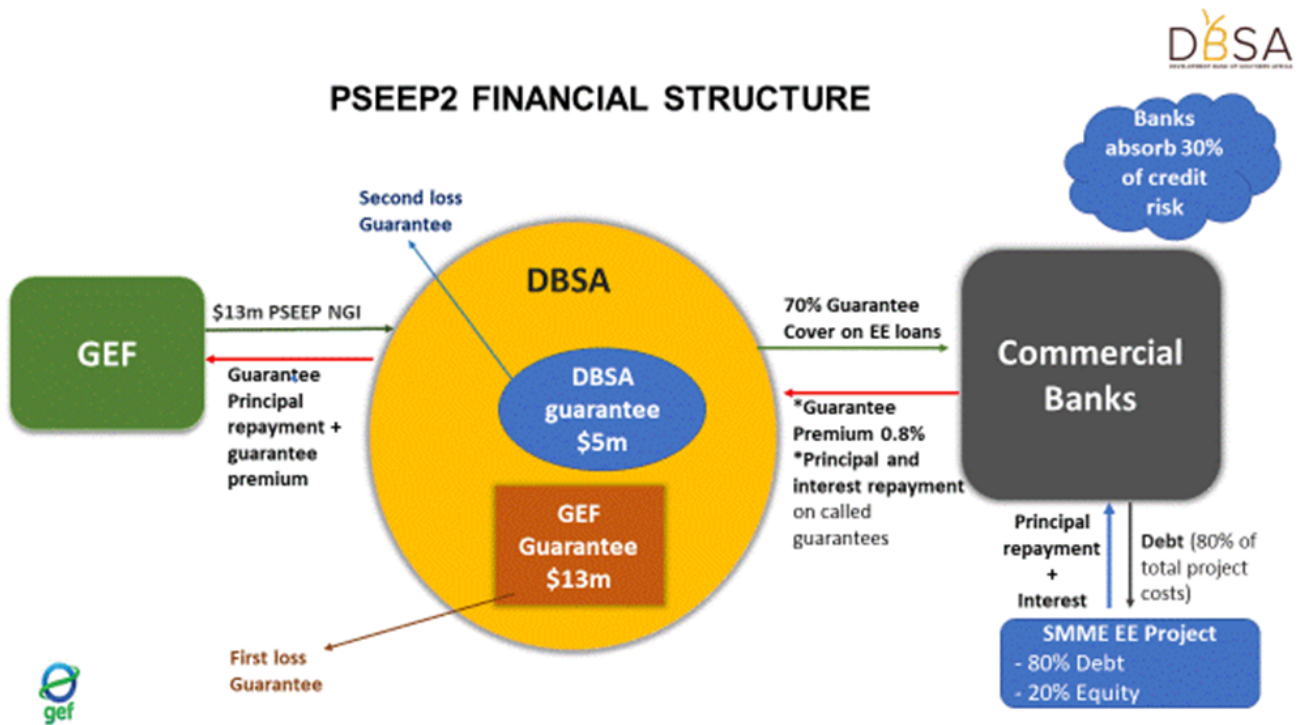 DBSA
DEVELOPMENT BANK OF SOUTHERN AFRICA
PSEEP2 FINANCIAL STRUCTURE
Banks
absorb 30%
of credit
risk
Second loss
Guarantee
DBSA
$13m PSEEP NGI
GEF
Guarantee
Principal
repayment +
guarantee
premium
DBSA
guarantee
$5m
GEF
Guarantee
$13m
First loss
Guarantee
70% Guarantee
Cover on EE loans
*Guarantee
Premium 0.8%
*Principal and
interest repayment
on called
guarantees
Commercial
Banks
Principal
repayment
+
Interest
Debt (80% of
total project
costs)
SMME EE Project
- 80% Debt
- 20% Equity
gef